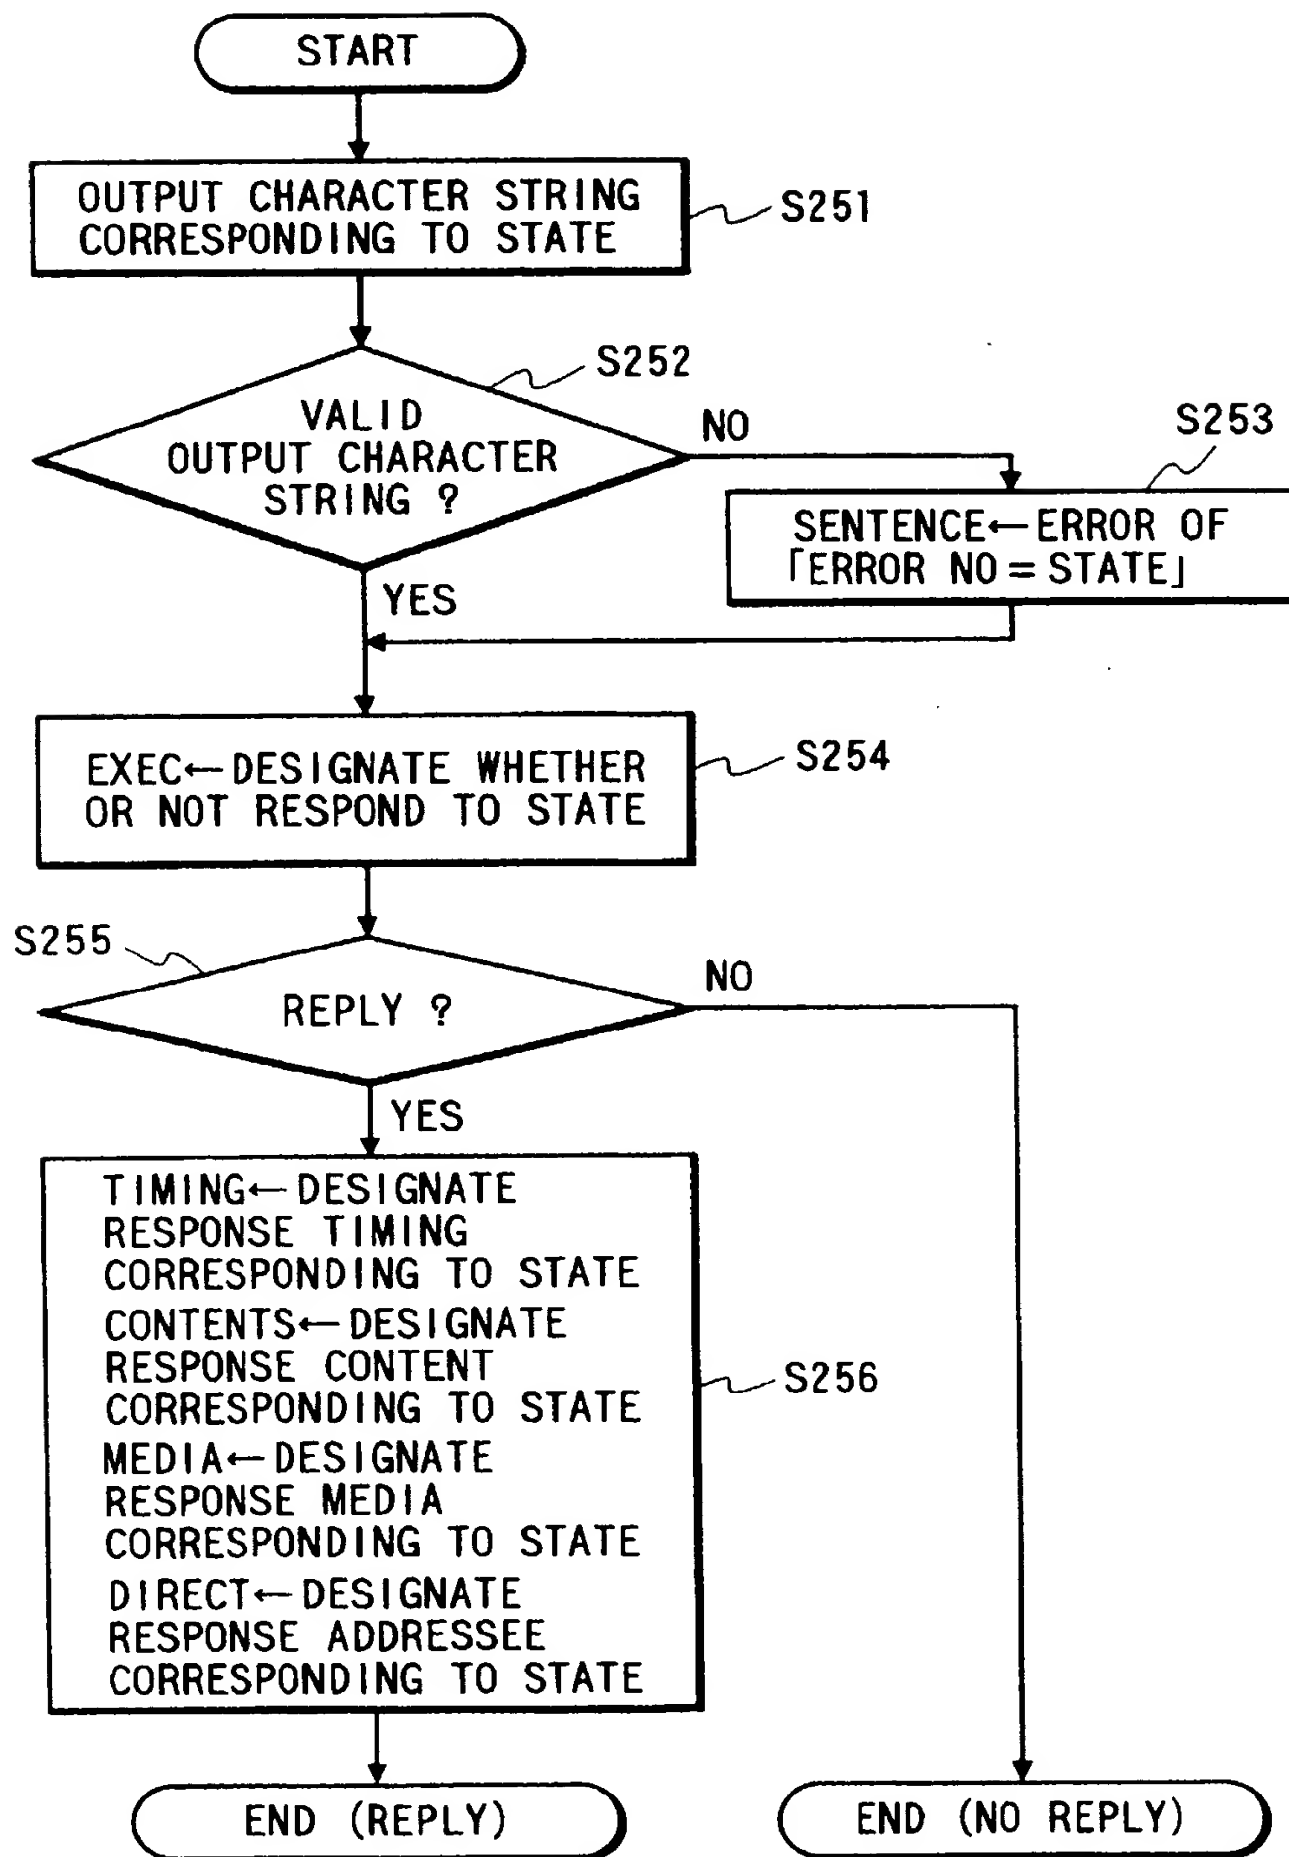 START
OUTPUT CHARACTER STRING
CORRESPONDING TO STATE
S251
S252
VALID
OUTPUT CHARACTER
STRING ?
NO
S253
SENTENCE←ERROR OF
「ERROR NO=STATE」
YES
EXEC←DESIGNATE WHETHER
OR NOT RESPOND TO STATE
S254
S255
REPLY ?
NO
YES
TIMING←DESIGNATE
RESPONSE TIMING
CORRESPONDING TO STATE
CONTENTS←DESIGNATE
RESPONSE CONTENT
CORRESPONDING TO STATE
MEDIA←DESIGNATE
RESPONSE MEDIA
CORRESPONDING TO STATE
DIRECT←DESIGNATE
RESPONSE ADDRESSEE
CORRESPONDING TO STATE
S256
END (REPLY)
END (NO REPLY)